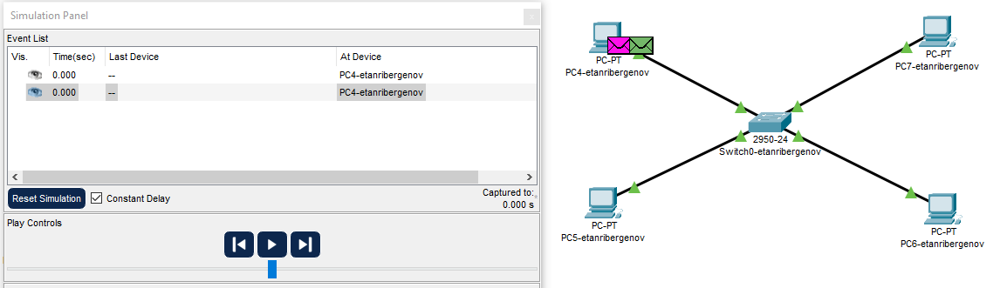 Simulation Panel
x
Event List
Vis. Time(sec) Last Device At Device
0.000 -- PC4-etanribergenov
0.000 -- PC4-etanribergenov
Reset Simulation Constant Delay
Captured to:
0.000 s
Play Controls
PC-PT
PC4-etanribergenov
PC-PT
PC7-etanribergenov
2950-24
Switch0-etanribergenov
PC-PT
PC5-etanribergenov
PC-PT
PC6-etanribergenov